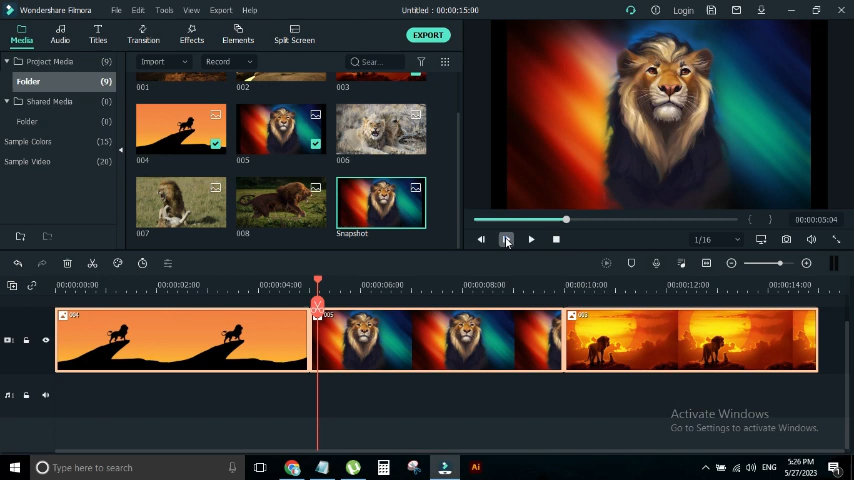 Wondershare Filmora
File
Edit
Tools
View
Export
Help
Untitled : 00:00:15:00
Login
Media
Audio
Titles
Transition
Effects
Elements
Split Screen
EXPORT
Project Media (9)
Folder (9)
Shared Media (0)
Folder (0)
Sample Colors (15)
Sample Video (20)
Import
Record
Sear...
001
002
003
004
005
006
007
008
Snapshot
{ }
00:00:05:04
1/16
00:00:00:00
00:00:02:00
00:00:04:00
00:00:06:00
00:00:08:00
00:00:10:00
00:00:12:00
00:00:14:00
004
005
003
1
1
Activate Windows
Go to Settings to activate Windows.
Type here to search
Ai
ENG
5:26 PM
5/27/2023